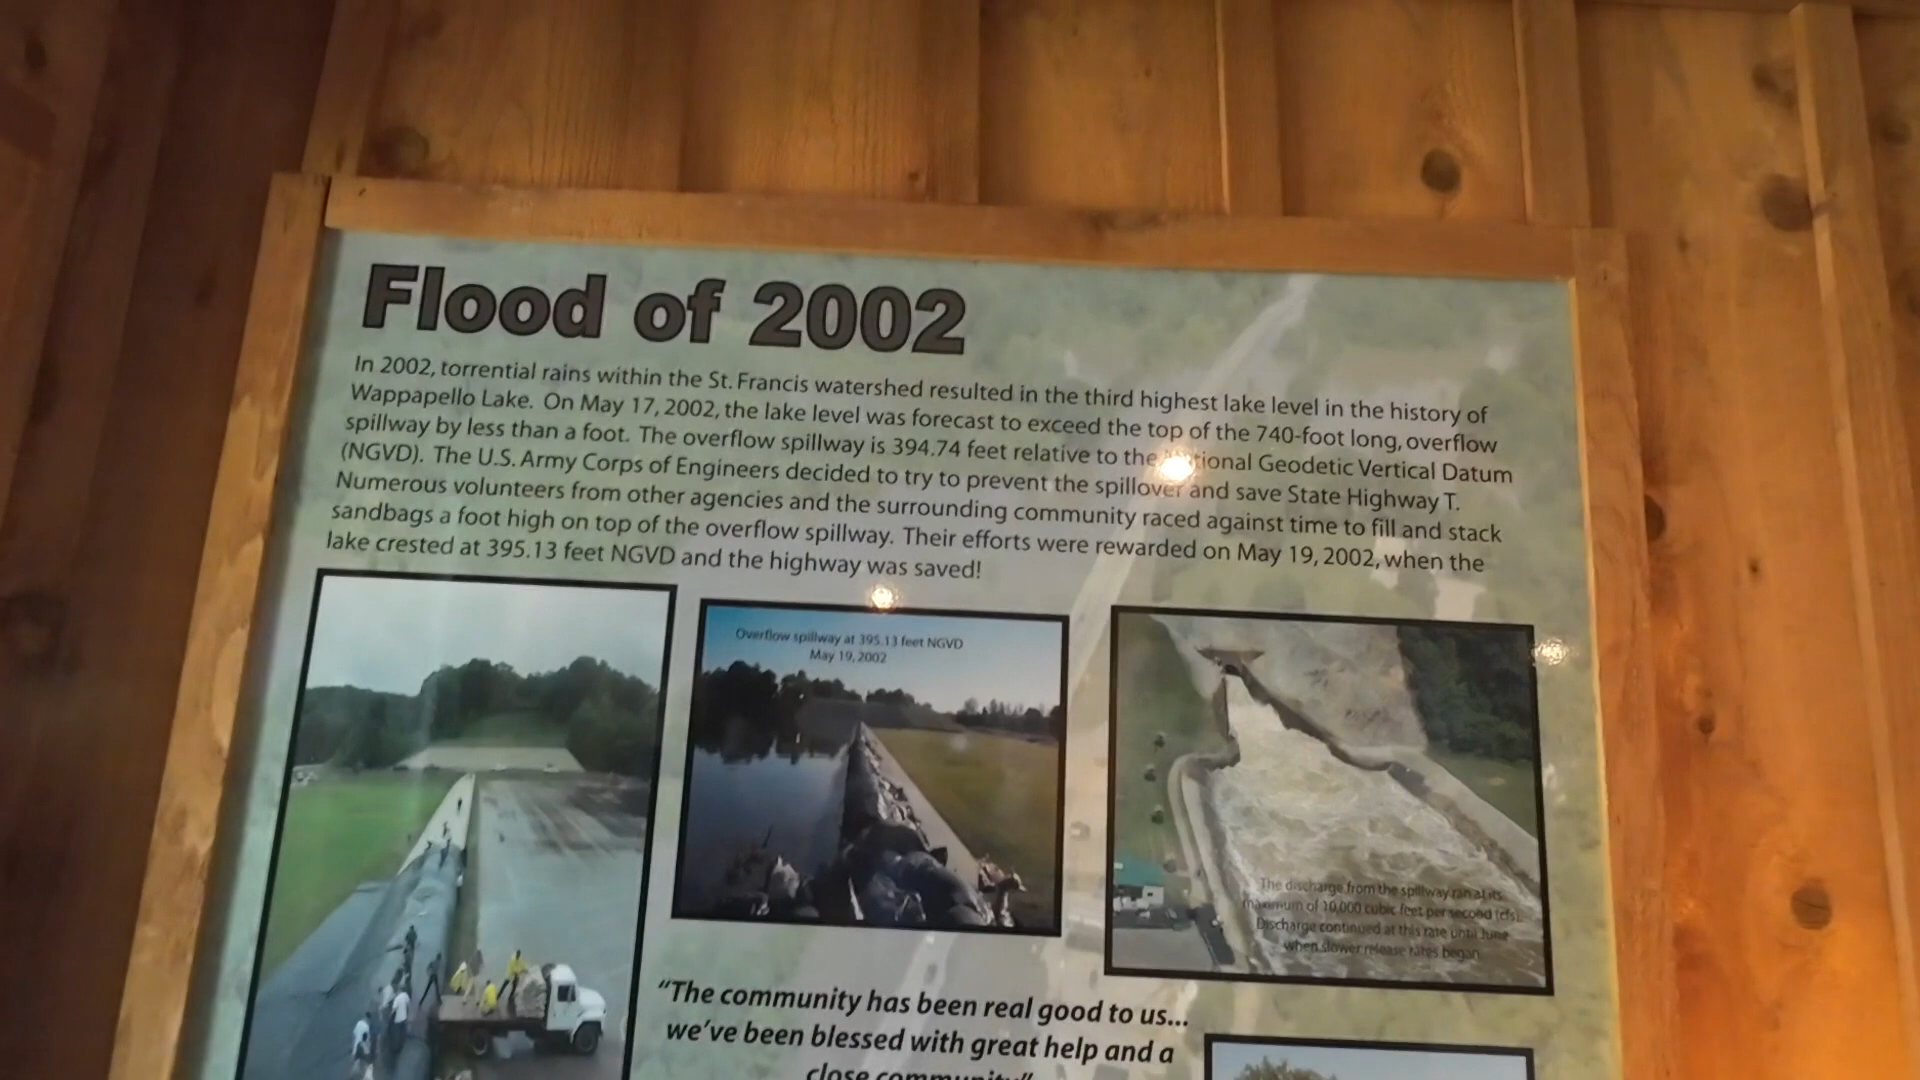 Flood of 2002
In 2002, torrential rains within the St. Francis watershed resulted in the third highest lake level in the history of
Wappapello Lake. On May 17, 2002, the lake level was forecast to exceed the top of the 740-foot long, overflow
spillway by less than a foot. The overflow spillway is 394.74 feet relative to the National Geodetic Vertical Datum
(NGVD). The U.S. Army Corps of Engineers decided to try to prevent the spillover and save State Highway T.
Numerous volunteers from other agencies and the surrounding community raced against time to fill and stack
sandbags a foot high on top of the overflow spillway. Their efforts were rewarded on May 19, 2002, when the
lake crested at 395.13 feet NGVD and the highway was saved!
Overflow spillway at 395.13 feet NGVD
May 19, 2002
The discharge from the spillway ran at its
maximum of 10,000 cubic feet per second (cfs).
Discharge continued at this rate until June
when slower release rates began
"The community has been real good to us...
we've been blessed with great help and a
close community"